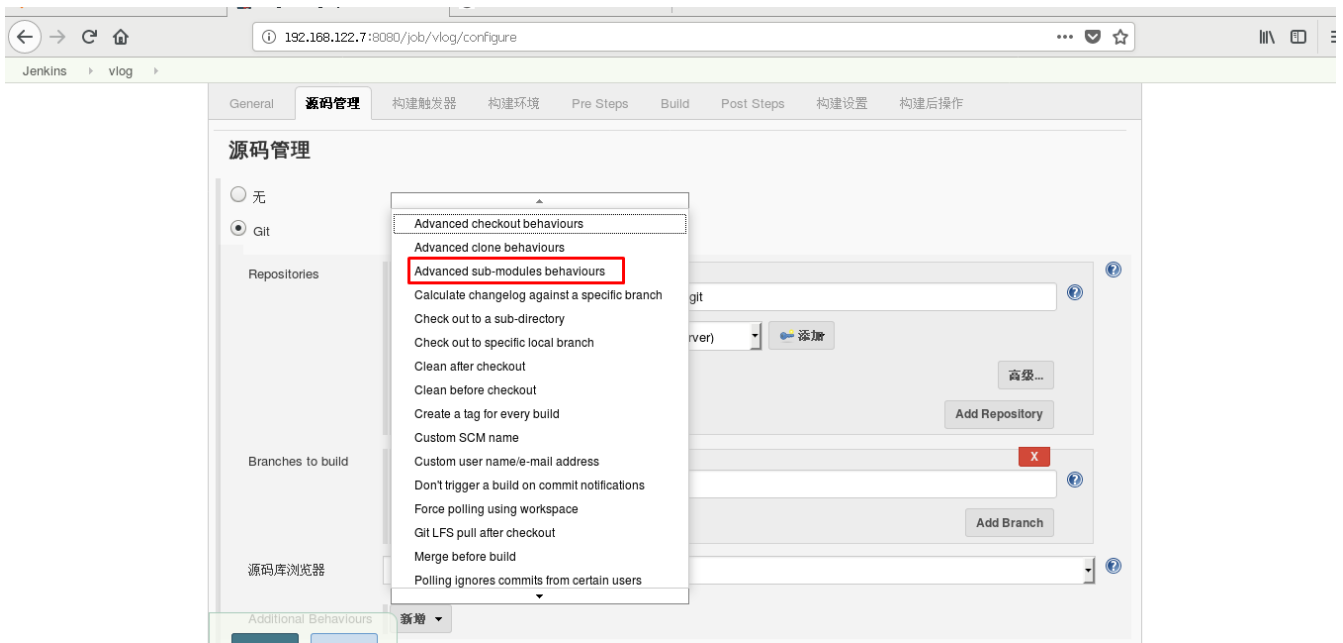 192.168.122.7:8080/job/vlog/configure
Jenkins vlog
General 源码管理 构建触发器 构建环境 Pre Steps Build Post Steps 构建设置 构建后操作
源码管理
无
Git
Advanced checkout behaviours
Advanced clone behaviours
Advanced sub-modules behaviours
Calculate changelog against a specific branch
Check out to a sub-directory
Check out to specific local branch
Clean after checkout
Clean before checkout
Create a tag for every build
Custom SCM name
Custom user name/e-mail address
Don't trigger a build on commit notifications
Force polling using workspace
Git LFS pull after checkout
Merge before build
Polling ignores commits from certain users
Repositories
git
rver)
添加
高级...
Add Repository
Branches to build
X
Add Branch
源码库浏览器
Additional Behaviours
新增